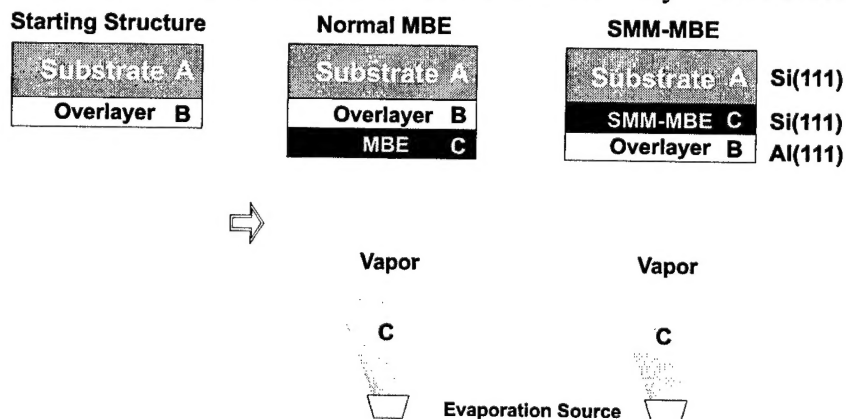 Starting Structure
Normal MBE
SMM-MBE
Substrate A
Overlayer B
Substrate A
Overlayer B
MBE C
Substrate A Si(111)
SMM-MBE C Si(111)
Overlayer B Al(111)
Vapor
Vapor
C
C
Evaporation Source